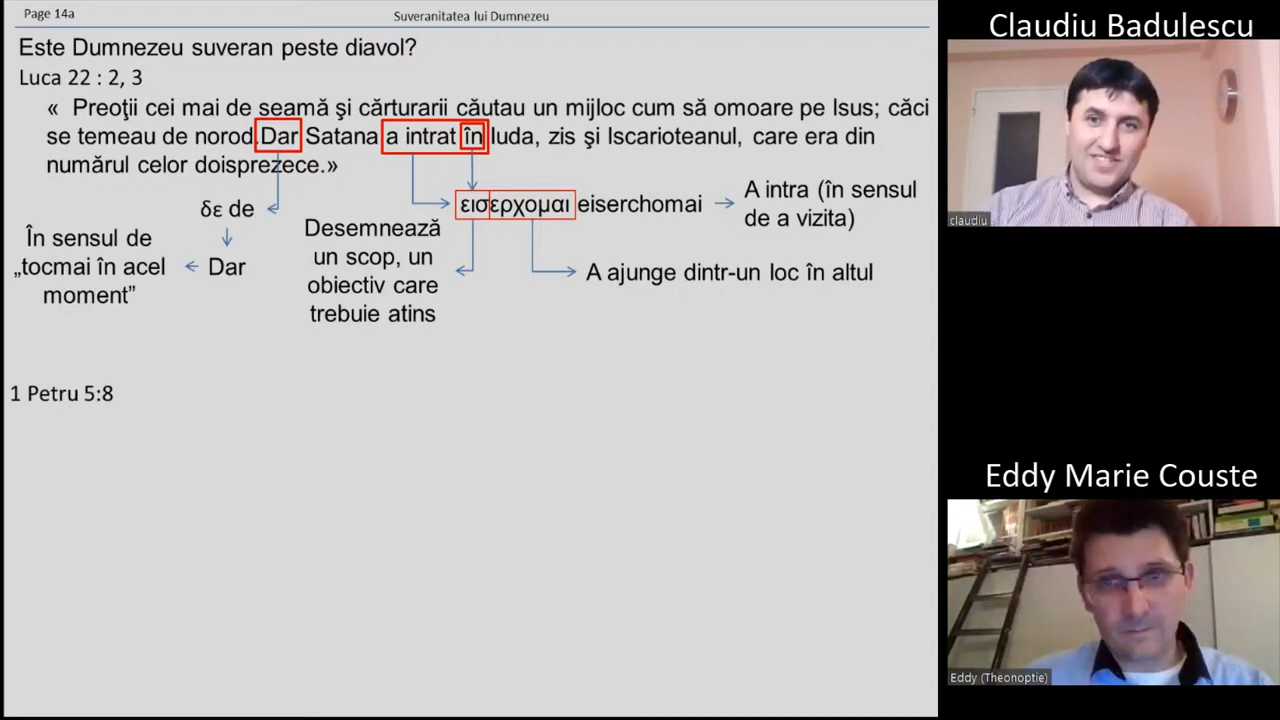 Page 14a
Suveranitatea lui Dumnezeu
Este Dumnezeu suveran peste diavol?
Luca 22 : 2, 3
« Preoţii cei mai de seamă şi cărturarii căutau un mijloc cum să omoare pe Isus; căci
se temeau de norod. Dar Satana a intrat în Iuda, zis şi Iscarioteanul, care era din
numărul celor doisprezece.»
δε de
Dar
În sensul de
„tocmai în acel
moment”
εισερχομαι eiserchomai
A intra (în sensul
de a vizita)
Desemnează
un scop, un
obiectiv care
trebuie atins
A ajunge dintr-un loc în altul
1 Petru 5:8
Claudiu Badulescu
claudiu
Eddy Marie Couste
Eddy (Theonoptie)